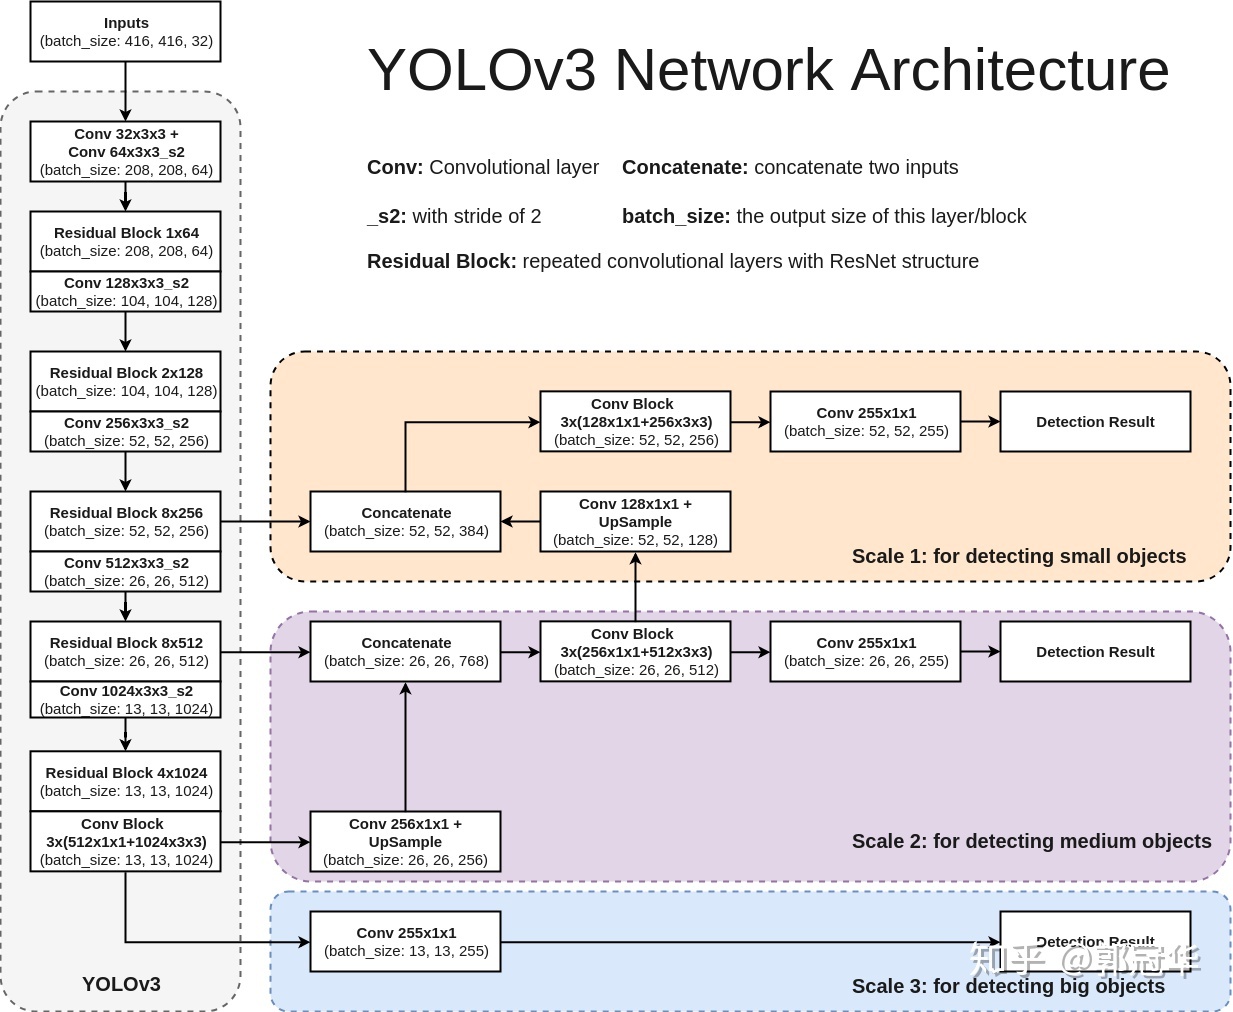 Inputs
(batch_size: 416, 416, 32)
YOLOv3 Network Architecture
Conv: Convolutional layer
Concatenate: concatenate two inputs
_s2: with stride of 2
batch_size: the output size of this layer/block
Residual Block: repeated convolutional layers with ResNet structure
Conv 32x3x3 +
Conv 64x3x3_s2
(batch_size: 208, 208, 64)
Residual Block 1x64
(batch_size: 208, 208, 64)
Conv 128x3x3_s2
(batch_size: 104, 104, 128)
Residual Block 2x128
(batch_size: 104, 104, 128)
Conv 256x3x3_s2
(batch_size: 52, 52, 256)
Residual Block 8x256
(batch_size: 52, 52, 256)
Conv 512x3x3_s2
(batch_size: 26, 26, 512)
Residual Block 8x512
(batch_size: 26, 26, 512)
Conv 1024x3x3_s2
(batch_size: 13, 13, 1024)
Residual Block 4x1024
(batch_size: 13, 13, 1024)
Conv Block
3x(512x1x1+1024x3x3)
(batch_size: 13, 13, 1024)
YOLOv3
Conv Block
3x(128x1x1+256x3x3)
(batch_size: 52, 52, 256)
Conv 255x1x1
(batch_size: 52, 52, 255)
Detection Result
Concatenate
(batch_size: 52, 52, 384)
Conv 128x1x1 +
UpSample
(batch_size: 52, 52, 128)
Scale 1: for detecting small objects
Concatenate
(batch_size: 26, 26, 768)
Conv Block
3x(256x1x1+512x3x3)
(batch_size: 26, 26, 512)
Conv 255x1x1
(batch_size: 26, 26, 255)
Detection Result
Conv 256x1x1 +
UpSample
(batch_size: 26, 26, 256)
Scale 2: for detecting medium objects
Conv 255x1x1
(batch_size: 13, 13, 255)
Detection Result
知乎 @郭冠华
Scale 3: for detecting big objects